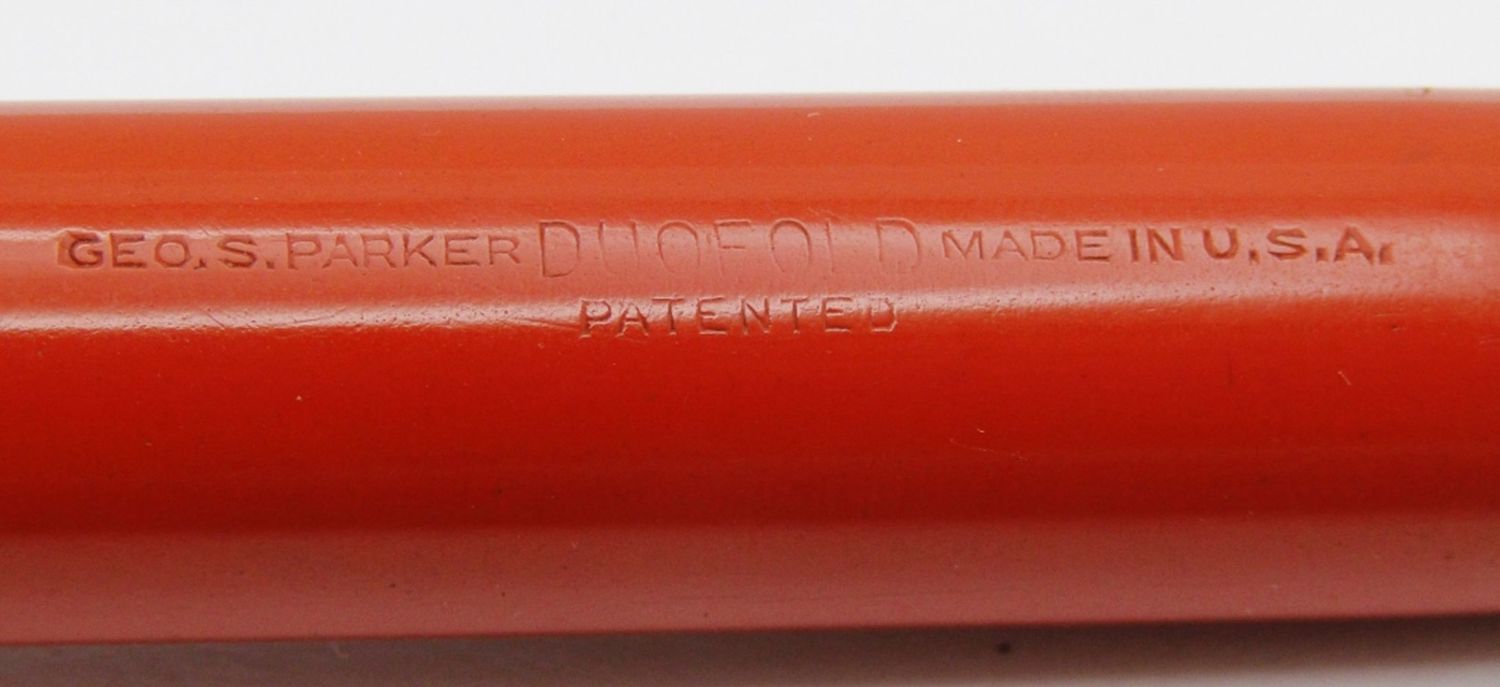 GEO. S. PARKER DUOFOLD MADE IN U.S.A.
PATENTED